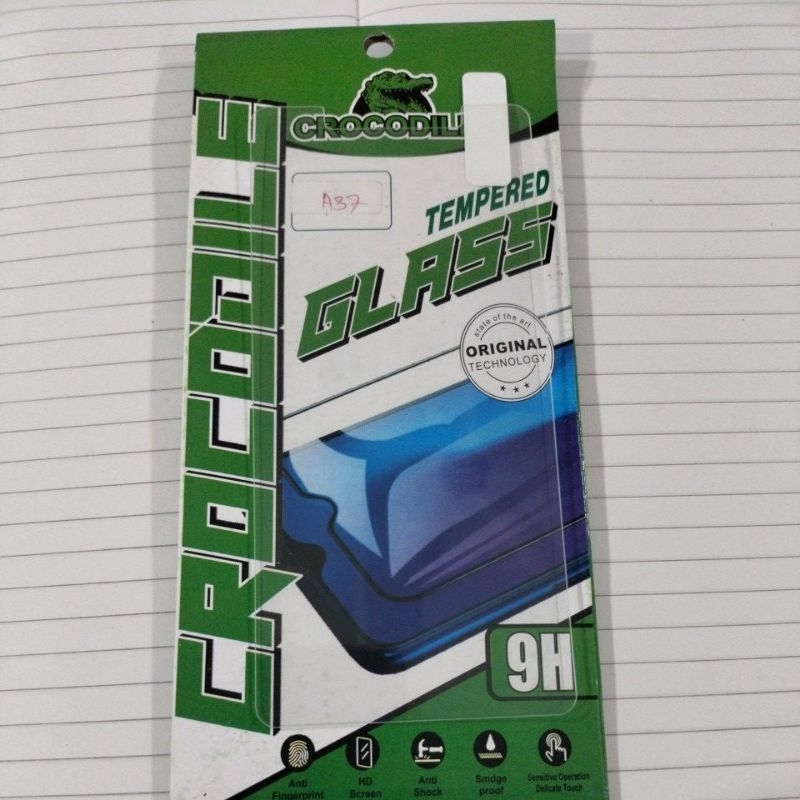 CROCODILE
CROCODIL
A37
TEMPERED
GLASS
state of the art
ORIGINAL
TECHNOLOGY
9H
Anti
Fingerprint
HD
Screen
Anti
Shock
Smdge
proof
Sensitive Operation
Delicate Touch